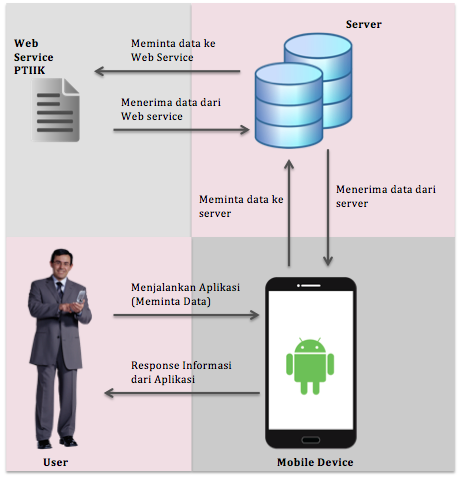 Server
Web
Service
PTIIK
Meminta data ke
Web Service
Menerima data dari
Web service
Meminta data ke
server
Menerima data dari
server
Menjalankan Aplikasi
(Meminta Data)
Response Informasi
dari Aplikasi
User
Mobile Device